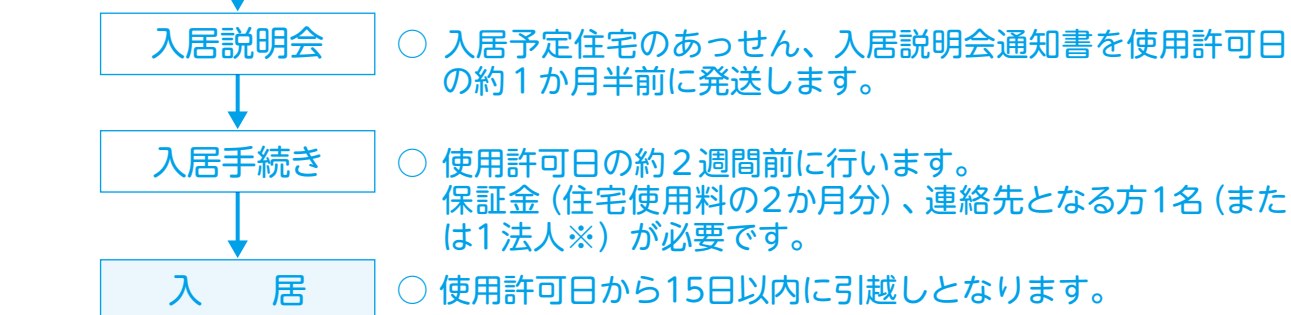 入居説明会
○ 入居予定住宅のあっせん、入居説明会通知書を使用許可日
の約1か月半前に発送します。
入居手続き
○ 使用許可日の約2週間前に行います。
保証金（住宅使用料の2か月分）、連絡先となる方1名（また
は1法人※）が必要です。
入　居
○ 使用許可日から15日以内に引越しとなります。